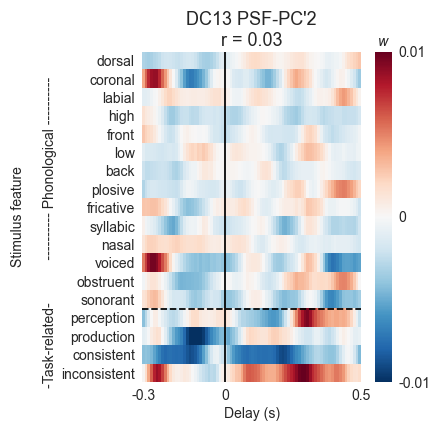 DC13 PSF-PC'2
r = 0.03
w
Stimulus feature
---------- Phonological ----------
-Task-related-
dorsal
coronal
labial
high
front
low
back
plosive
fricative
syllabic
nasal
voiced
obstruent
sonorant
perception
production
consistent
inconsistent
0.01
0
-0.01
-0.3
0
0.5
Delay (s)